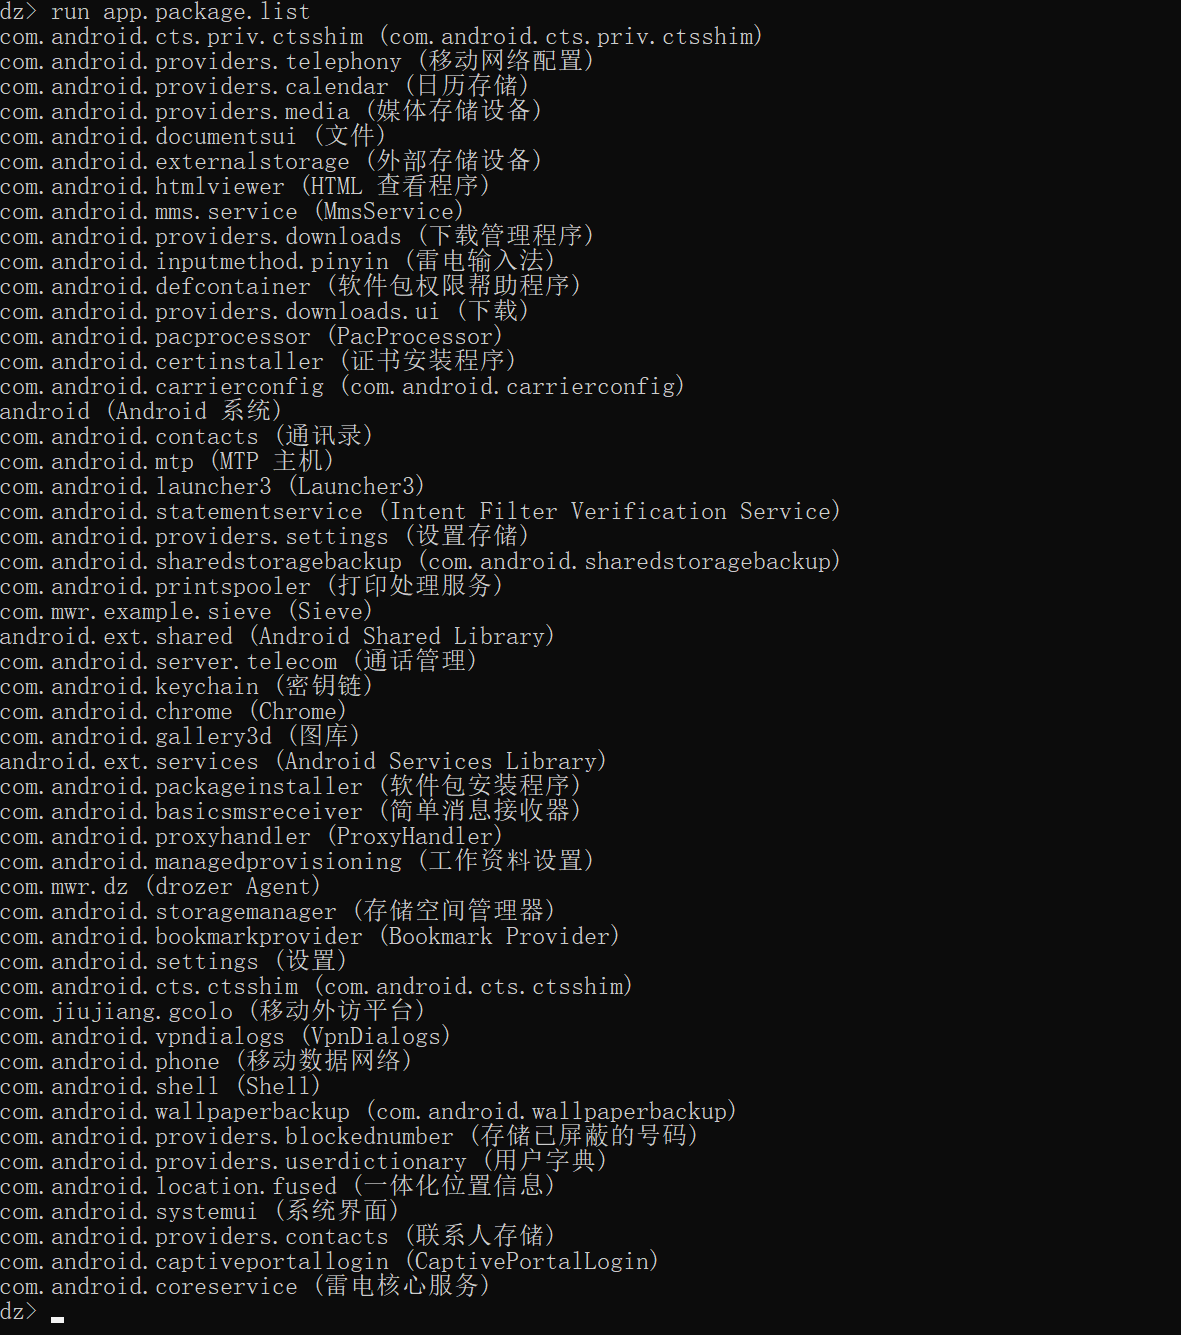 dz> run app.package.list
com.android.cts.priv.ctsshim (com.android.cts.priv.ctsshim)
com.android.providers.telephony (移动网络配置)
com.android.providers.calendar (日历存储)
com.android.providers.media (媒体存储设备)
com.android.documentsui (文件)
com.android.externalstorage (外部存储设备)
com.android.htmlviewer (HTML 查看程序)
com.android.mms.service (MmsService)
com.android.providers.downloads (下载管理程序)
com.android.inputmethod.pinyin (雷电输入法)
com.android.defcontainer (软件包权限帮助程序)
com.android.providers.downloads.ui (下载)
com.android.pacprocessor (PacProcessor)
com.android.certinstaller (证书安装程序)
com.android.carrierconfig (com.android.carrierconfig)
android (Android 系统)
com.android.contacts (通讯录)
com.android.mtp (MTP 主机)
com.android.launcher3 (Launcher3)
com.android.statementservice (Intent Filter Verification Service)
com.android.providers.settings (设置存储)
com.android.sharedstoragebackup (com.android.sharedstoragebackup)
com.android.printspooler (打印处理服务)
com.mwr.example.sieve (Sieve)
android.ext.shared (Android Shared Library)
com.android.server.telecom (通话管理)
com.android.keychain (密钥链)
com.android.chrome (Chrome)
com.android.gallery3d (图库)
android.ext.services (Android Services Library)
com.android.packageinstaller (软件包安装程序)
com.android.basicsmsreceiver (简单消息接收器)
com.android.proxyhandler (ProxyHandler)
com.android.managedprovisioning (工作资料设置)
com.mwr.dz (drozer Agent)
com.android.storagemanager (存储空间管理器)
com.android.bookmarkprovider (Bookmark Provider)
com.android.settings (设置)
com.android.cts.ctsshim (com.android.cts.ctsshim)
com.jiujiang.gcolo (移动外访平台)
com.android.vpndialogs (VpnDialogs)
com.android.phone (移动数据网络)
com.android.shell (Shell)
com.android.wallpaperbackup (com.android.wallpaperbackup)
com.android.providers.blockednumber (存储已屏蔽的号码)
com.android.providers.userdictionary (用户字典)
com.android.location.fused (一体化位置信息)
com.android.systemui (系统界面)
com.android.providers.contacts (联系人存储)
com.android.captiveportallogin (CaptivePortalLogin)
com.android.coreservice (雷电核心服务)
dz>